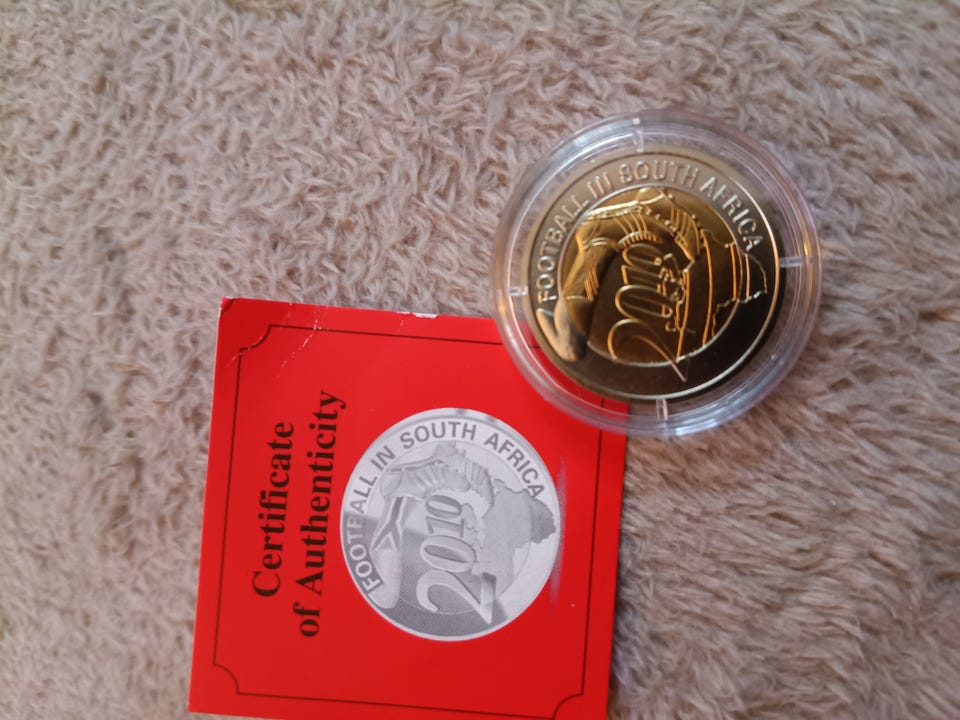 Certificate
of Authenticity
FOOTBALL IN SOUTH AFRICA
2010
FOOTBALL IN SOUTH AFRICA
2010